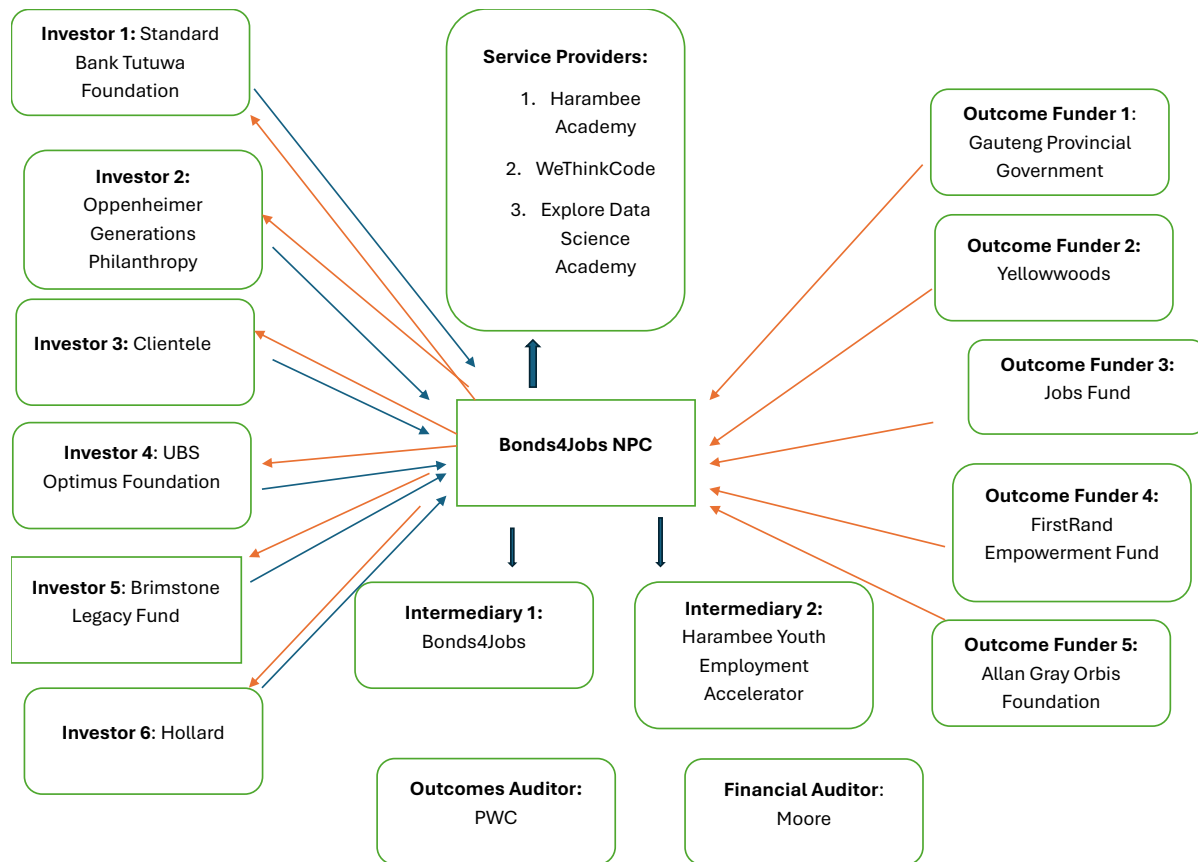 Investor 1: Standard
Bank Tutuwa
Foundation
Investor 2:
Oppenheimer
Generations
Philanthropy
Investor 3: Clientele
Investor 4: UBS
Optimus Foundation
Investor 5: Brimstone
Legacy Fund
Investor 6: Hollard
Service Providers:
1. Harambee
Academy
2. WeThinkCode
3. Explore Data
Science
Academy
Bonds4Jobs NPC
Intermediary 1:
Bonds4Jobs
Intermediary 2:
Harambee Youth
Employment
Accelerator
Outcomes Auditor:
PWC
Financial Auditor:
Moore
Outcome Funder 1:
Gauteng Provincial
Government
Outcome Funder 2:
Yellowwoods
Outcome Funder 3:
Jobs Fund
Outcome Funder 4:
FirstRand
Empowerment Fund
Outcome Funder 5:
Allan Gray Orbis
Foundation